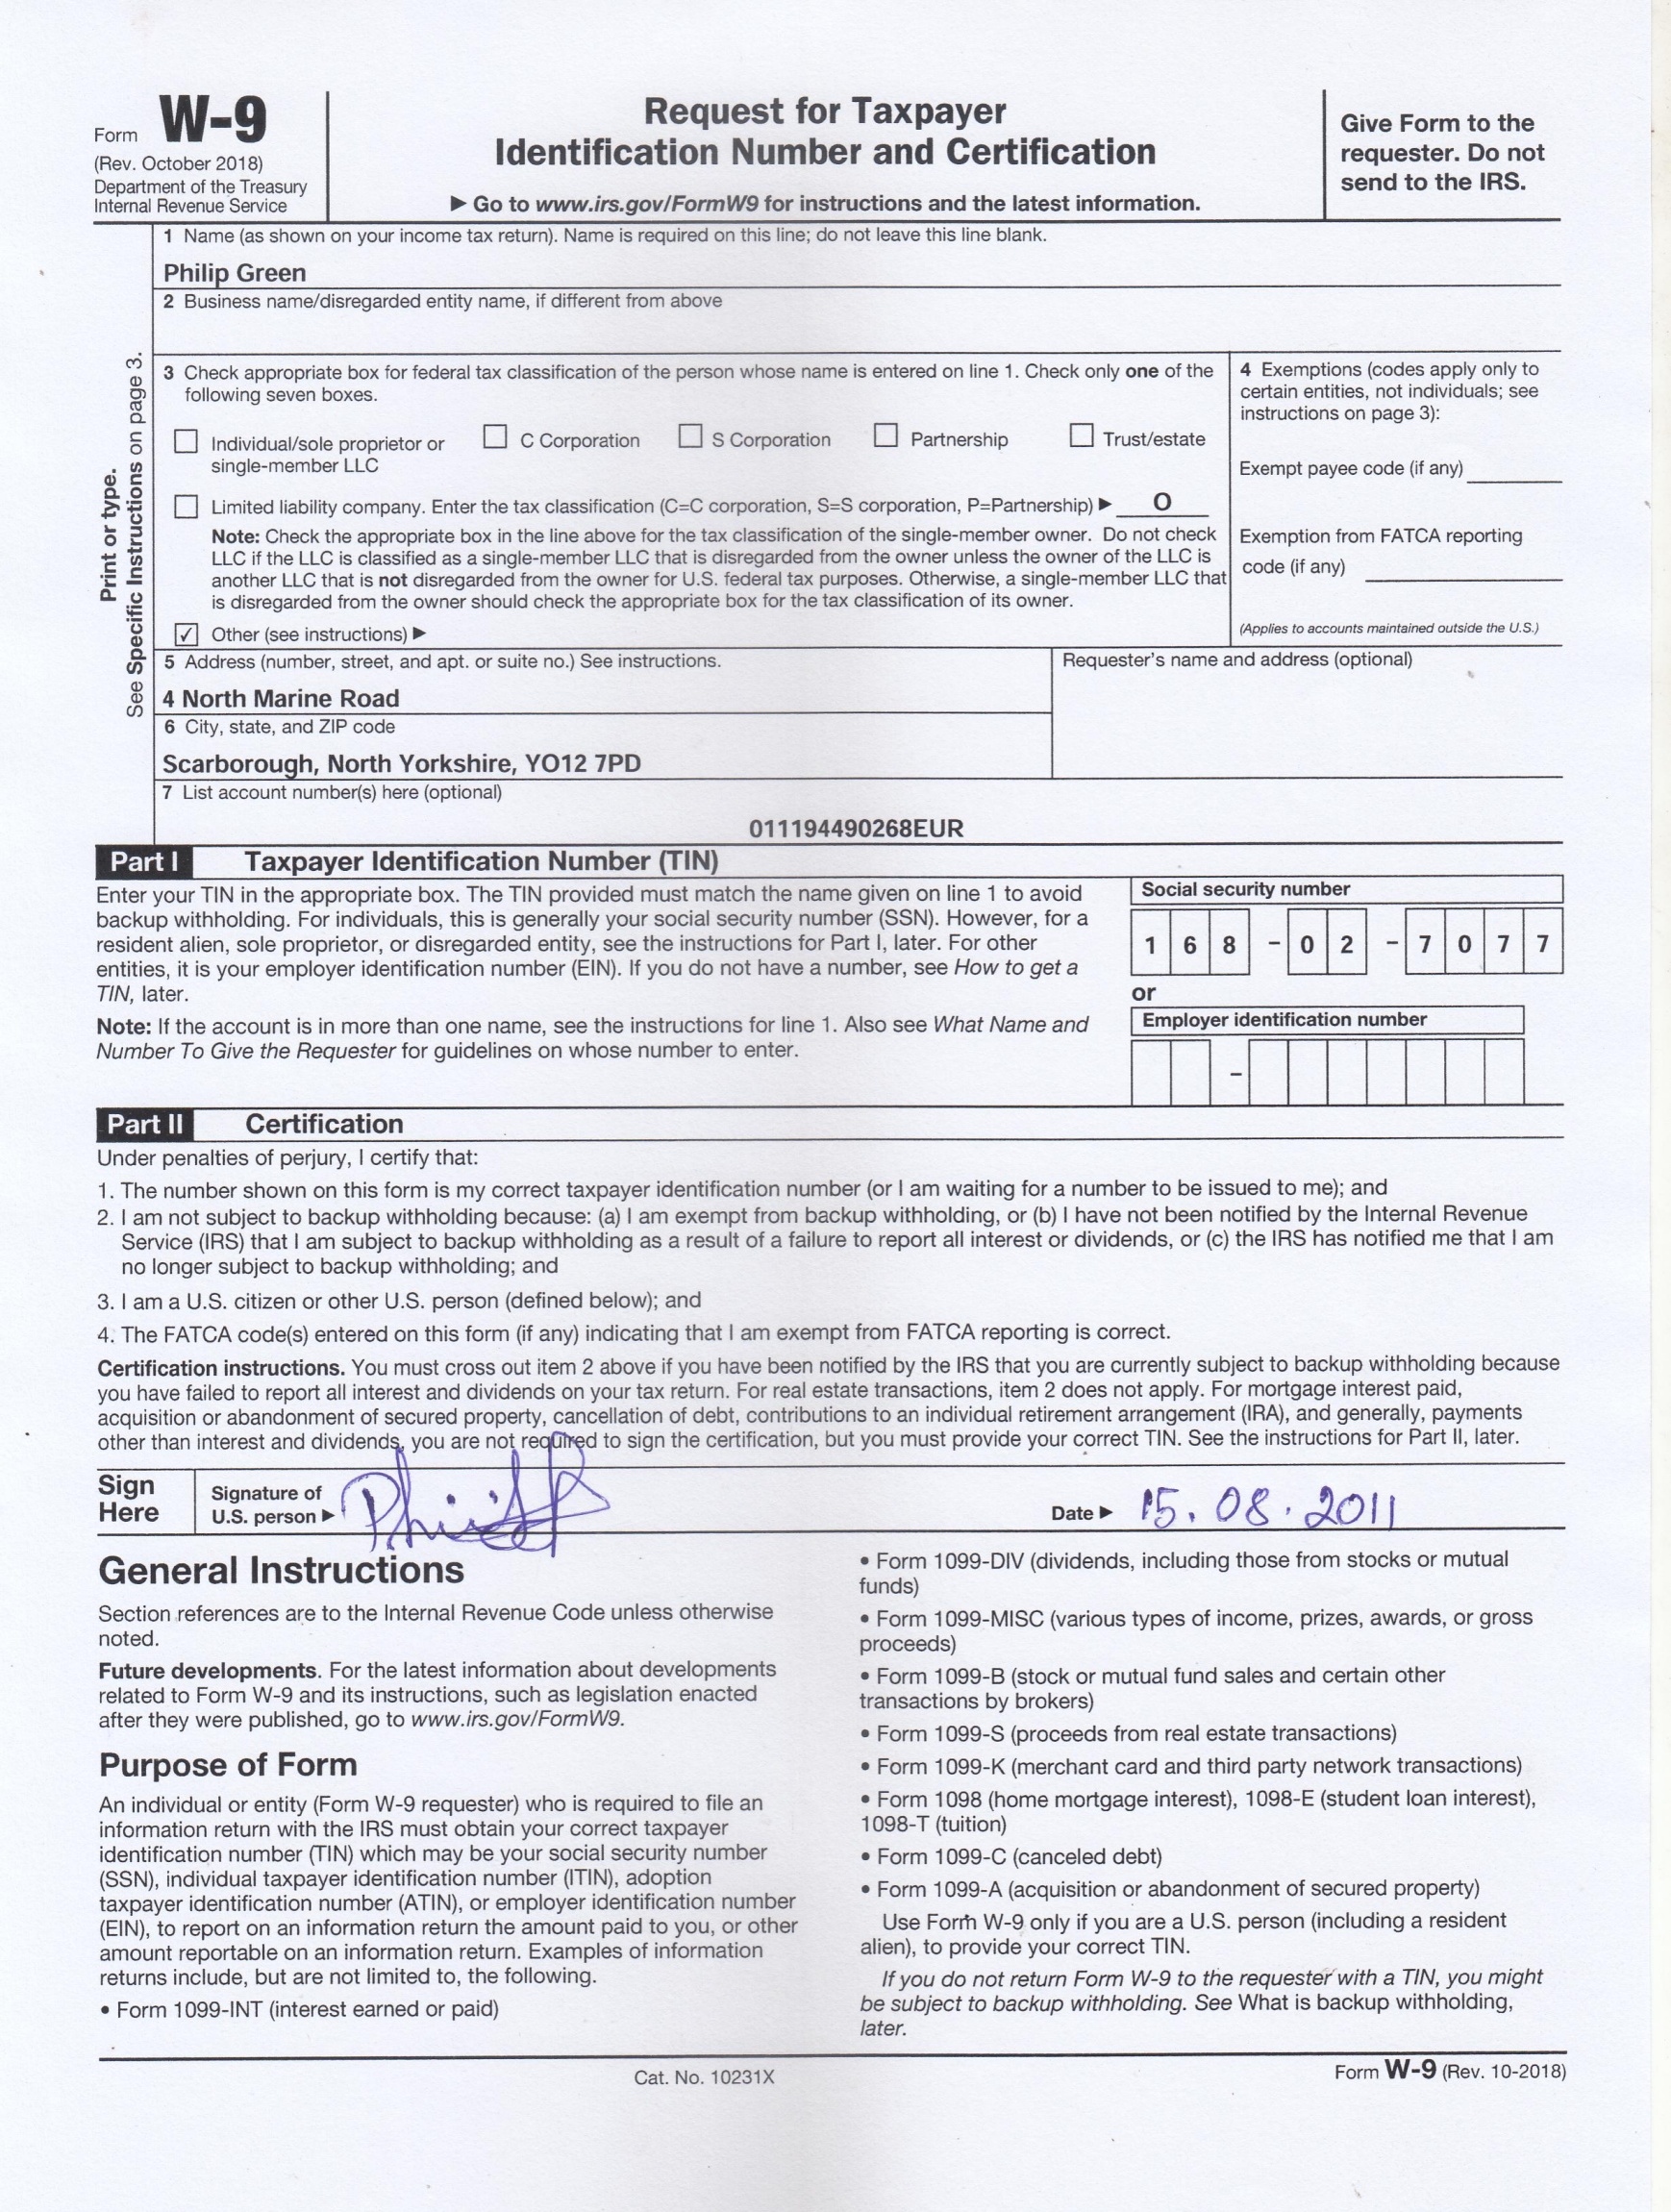 Form W-9
(Rev. October 2018)
Department of the Treasury
Internal Revenue Service
Request for Taxpayer
Identification Number and Certification
▶ Go to www.irs.gov/FormW9 for instructions and the latest information.
Give Form to the
requester. Do not
send to the IRS.
Print or type.
See Specific Instructions on page 3.
1 Name (as shown on your income tax return). Name is required on this line; do not leave this line blank.
Philip Green
2 Business name/disregarded entity name, if different from above
3 Check appropriate box for federal tax classification of the person whose name is entered on line 1. Check only one of the
following seven boxes.
Individual/sole proprietor or
single-member LLC
C Corporation
S Corporation
Partnership
Trust/estate
Limited liability company. Enter the tax classification (C=C corporation, S=S corporation, P=Partnership) ▶ O
Note: Check the appropriate box in the line above for the tax classification of the single-member owner. Do not check
LLC if the LLC is classified as a single-member LLC that is disregarded from the owner unless the owner of the LLC is
another LLC that is not disregarded from the owner for U.S. federal tax purposes. Otherwise, a single-member LLC that
is disregarded from the owner should check the appropriate box for the tax classification of its owner.
✓ Other (see instructions) ▶
4 Exemptions (codes apply only to
certain entities, not individuals; see
instructions on page 3):
Exempt payee code (if any)
Exemption from FATCA reporting
code (if any)
(Applies to accounts maintained outside the U.S.)
5 Address (number, street, and apt. or suite no.) See instructions.
4 North Marine Road
Requester's name and address (optional)
6 City, state, and ZIP code
Scarborough, North Yorkshire, YO12 7PD
7 List account number(s) here (optional)
011194490268EUR
Part I Taxpayer Identification Number (TIN)
Enter your TIN in the appropriate box. The TIN provided must match the name given on line 1 to avoid
backup withholding. For individuals, this is generally your social security number (SSN). However, for a
resident alien, sole proprietor, or disregarded entity, see the instructions for Part I, later. For other
entities, it is your employer identification number (EIN). If you do not have a number, see How to get a
TIN, later.
Note: If the account is in more than one name, see the instructions for line 1. Also see What Name and
Number To Give the Requester for guidelines on whose number to enter.
Social security number
1 6 8 - 0 2 - 7 0 7 7
or
Employer identification number
-
Part II Certification
Under penalties of perjury, I certify that:
1. The number shown on this form is my correct taxpayer identification number (or I am waiting for a number to be issued to me); and
2. I am not subject to backup withholding because: (a) I am exempt from backup withholding, or (b) I have not been notified by the Internal Revenue
Service (IRS) that I am subject to backup withholding as a result of a failure to report all interest or dividends, or (c) the IRS has notified me that I am
no longer subject to backup withholding; and
3. I am a U.S. citizen or other U.S. person (defined below); and
4. The FATCA code(s) entered on this form (if any) indicating that I am exempt from FATCA reporting is correct.
Certification instructions. You must cross out item 2 above if you have been notified by the IRS that you are currently subject to backup withholding because
you have failed to report all interest and dividends on your tax return. For real estate transactions, item 2 does not apply. For mortgage interest paid,
acquisition or abandonment of secured property, cancellation of debt, contributions to an individual retirement arrangement (IRA), and generally, payments
other than interest and dividends, you are not required to sign the certification, but you must provide your correct TIN. See the instructions for Part II, later.
Sign
Here
Signature of
U.S. person ▶
Date ▶ 15.08.2011
General Instructions
Section references are to the Internal Revenue Code unless otherwise
noted.
Future developments. For the latest information about developments
related to Form W-9 and its instructions, such as legislation enacted
after they were published, go to www.irs.gov/FormW9.
Purpose of Form
An individual or entity (Form W-9 requester) who is required to file an
information return with the IRS must obtain your correct taxpayer
identification number (TIN) which may be your social security number
(SSN), individual taxpayer identification number (ITIN), adoption
taxpayer identification number (ATIN), or employer identification number
(EIN), to report on an information return the amount paid to you, or other
amount reportable on an information return. Examples of information
returns include, but are not limited to, the following.
• Form 1099-INT (interest earned or paid)
• Form 1099-DIV (dividends, including those from stocks or mutual
funds)
• Form 1099-MISC (various types of income, prizes, awards, or gross
proceeds)
• Form 1099-B (stock or mutual fund sales and certain other
transactions by brokers)
• Form 1099-S (proceeds from real estate transactions)
• Form 1099-K (merchant card and third party network transactions)
• Form 1098 (home mortgage interest), 1098-E (student loan interest),
1098-T (tuition)
• Form 1099-C (canceled debt)
• Form 1099-A (acquisition or abandonment of secured property)
Use Form W-9 only if you are a U.S. person (including a resident
alien), to provide your correct TIN.
If you do not return Form W-9 to the requester with a TIN, you might
be subject to backup withholding. See What is backup withholding,
later.
Cat. No. 10231X
Form W-9 (Rev. 10-2018)